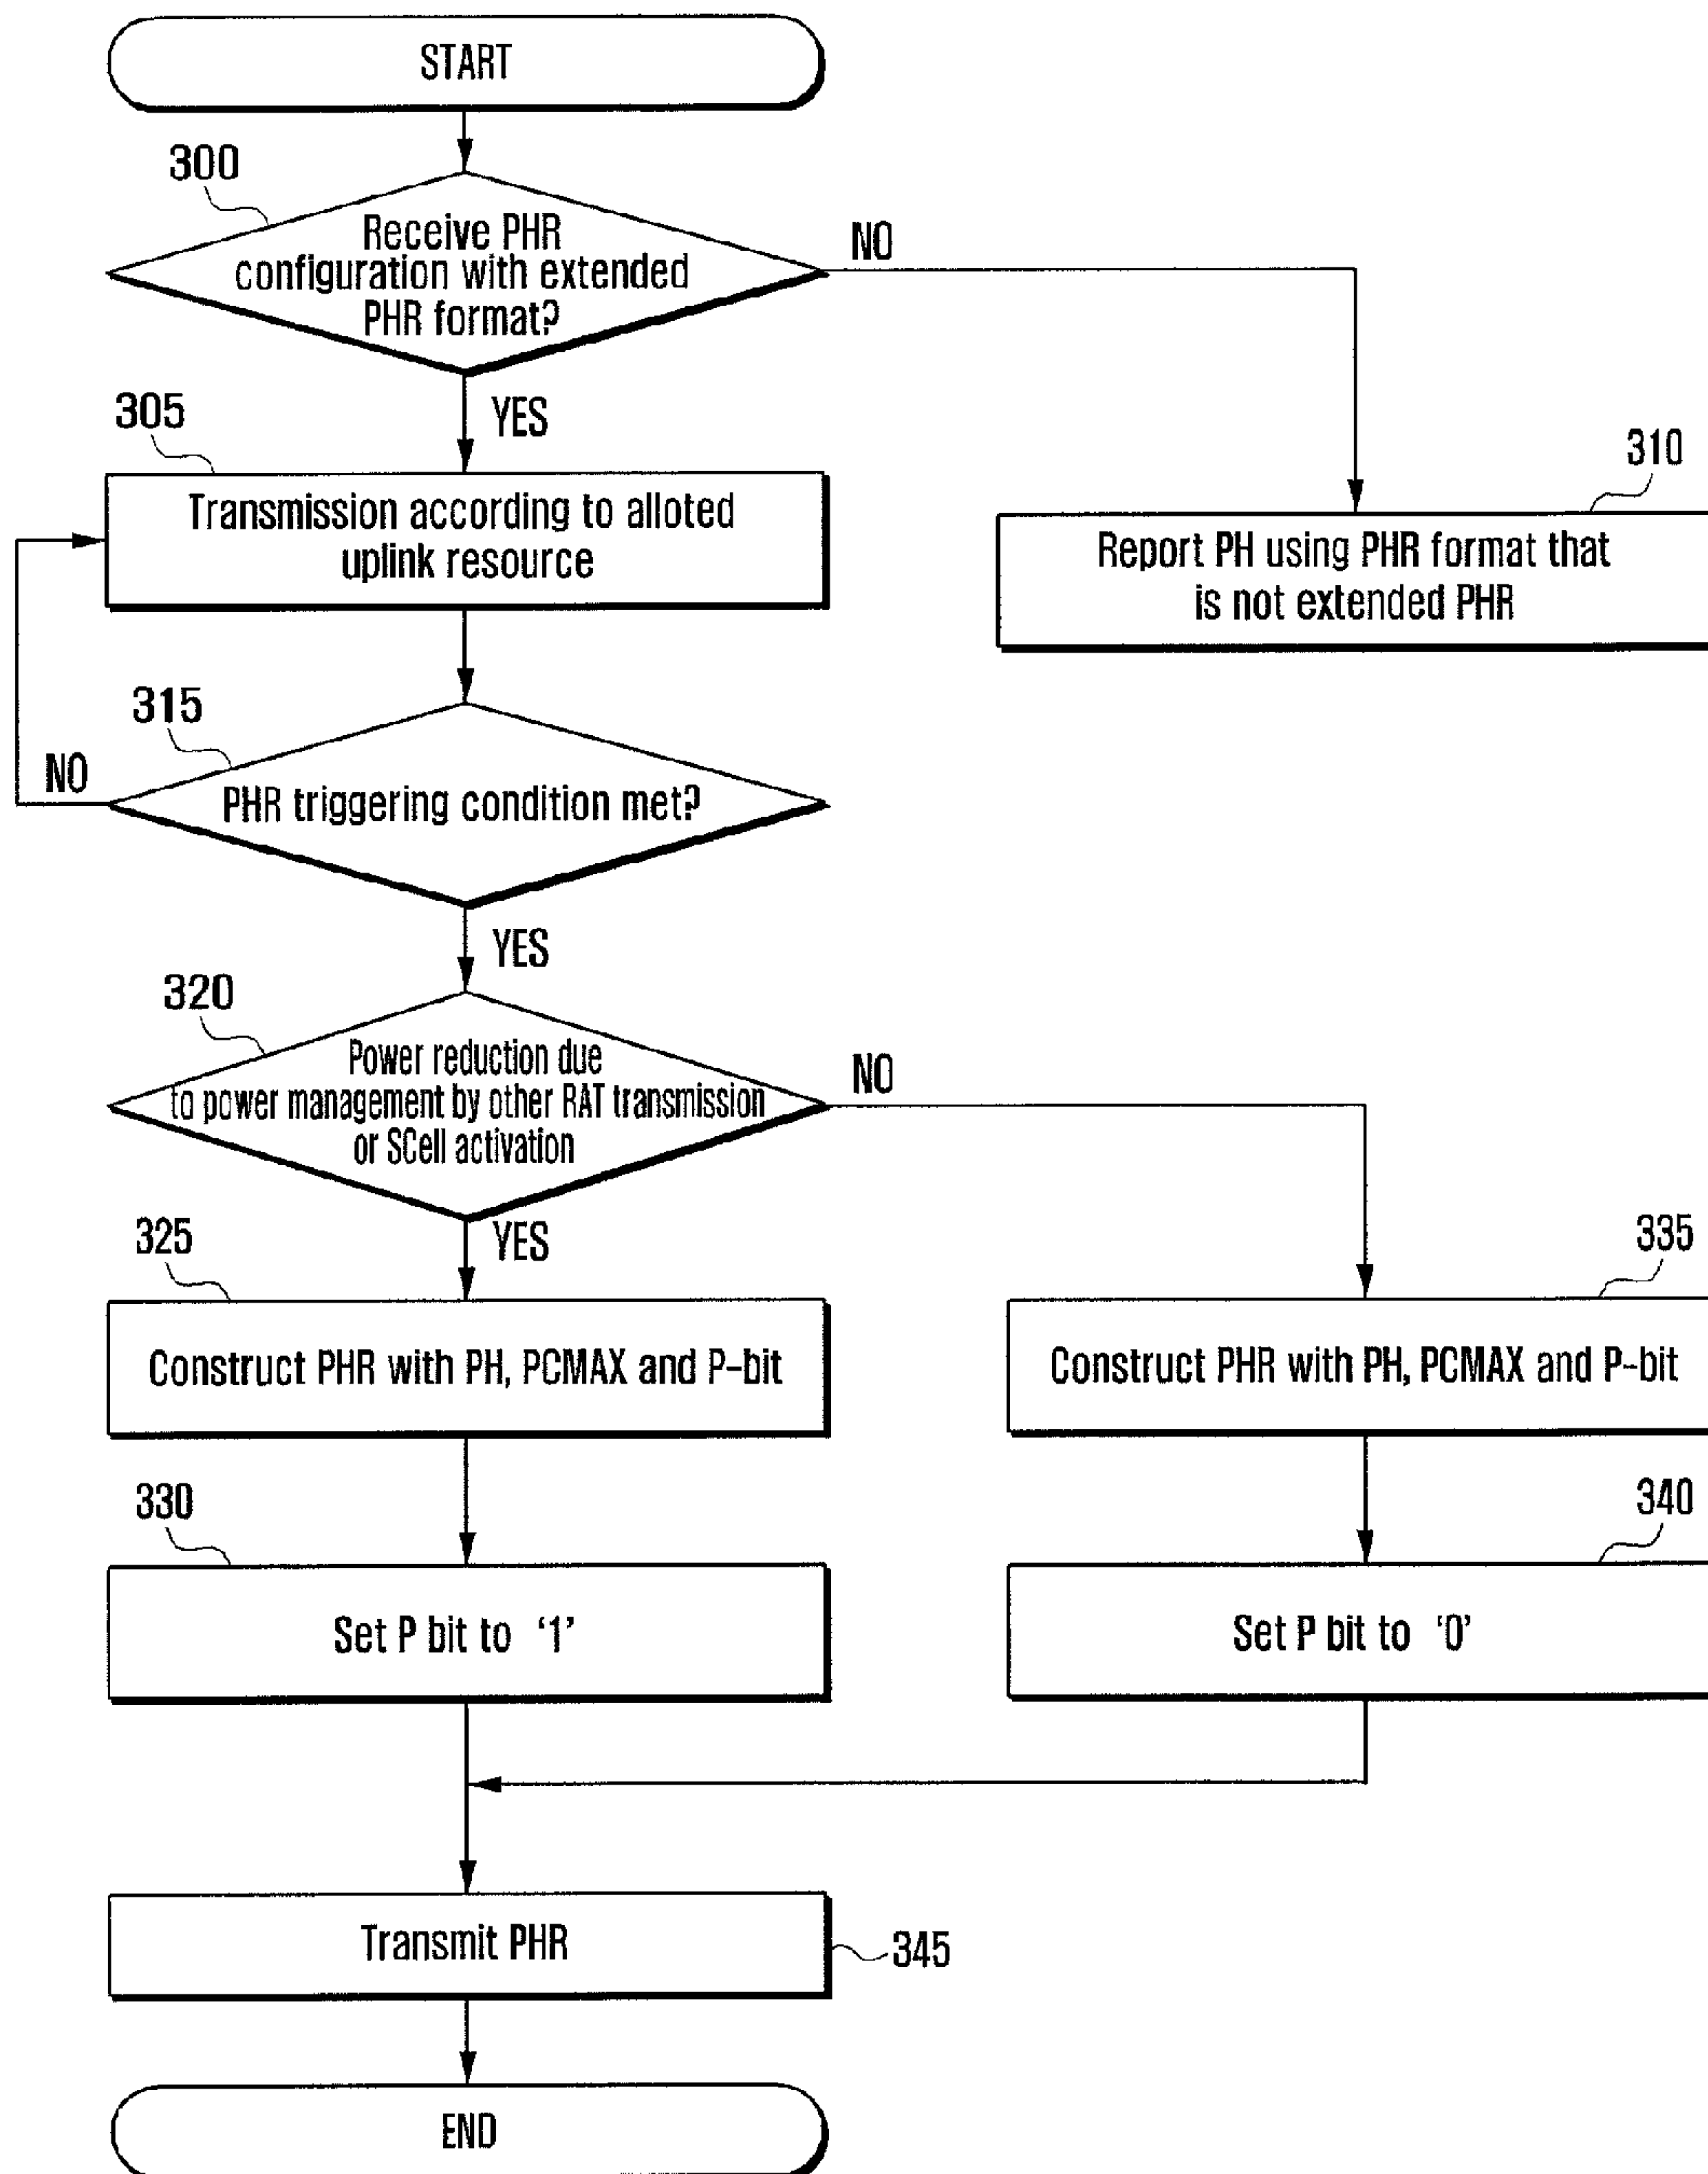 START
300
Receive PHR
configuration with extended
PHR format?
NO
YES
305
Transmission according to alloted
uplink resource
310
Report PH using PHR format that
is not extended PHR
315
NO
PHR triggering condition met?
YES
320
Power reduction due
to power management by other RAT transmission
or SCell activation
NO
YES
325
Construct PHR with PH, PCMAX and P-bit
335
Construct PHR with PH, PCMAX and P-bit
330
Set P bit to ‘1’
340
Set P bit to ‘0’
Transmit PHR
345
END